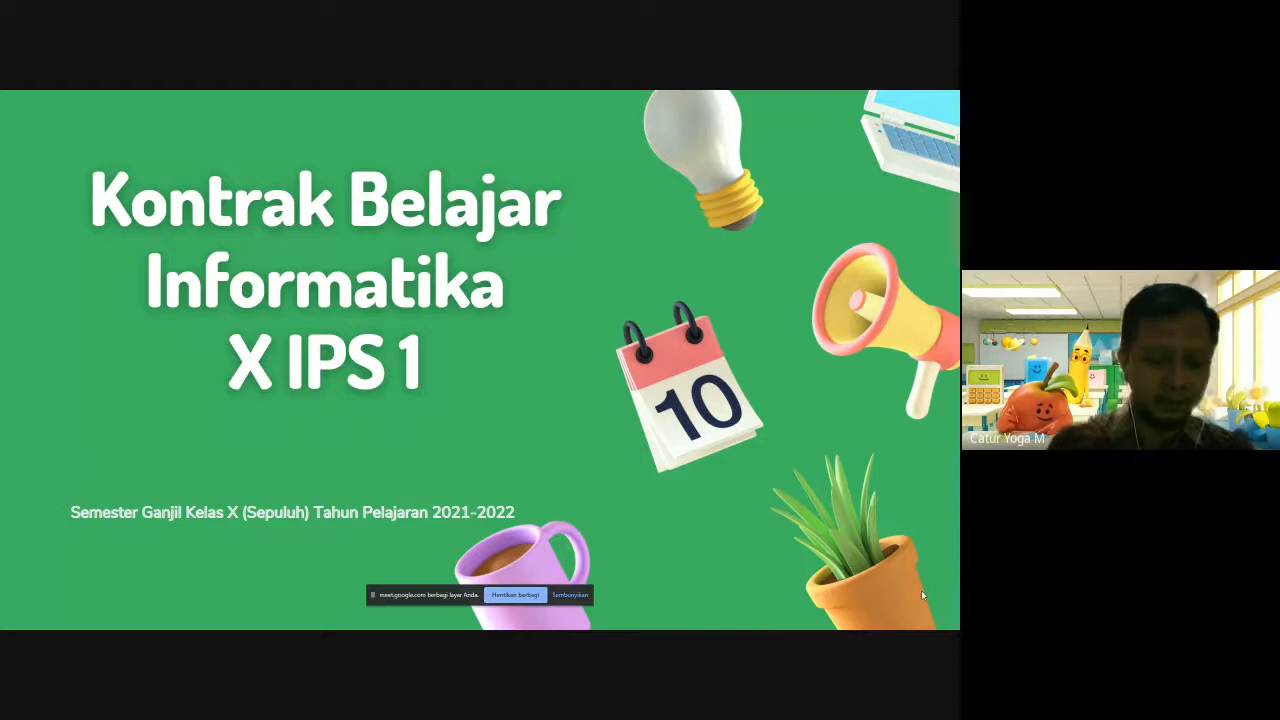 Kontrak Belajar
Informatika
X IPS 1
10
Semester Ganjil Kelas X (Sepuluh) Tahun Pelajaran 2021-2022
meet.google.com berbagi layar Anda. Hentikan berbagi Sembunyikan
Catur Yoga M